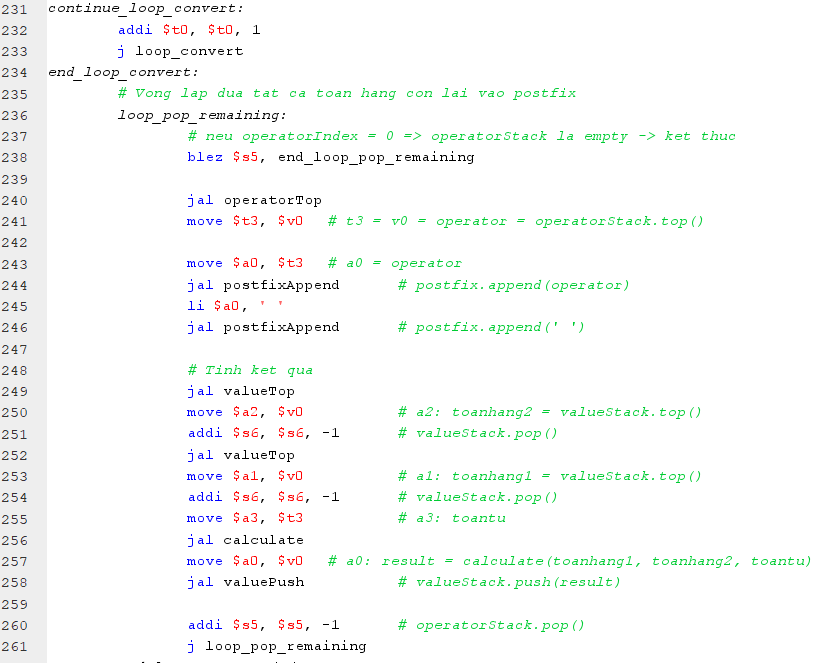 231 continue_loop_convert:
232 addi $t0, $t0, 1
233 j loop_convert
234 end_loop_convert:
235 # Vong lap dua tat ca toan hang con lai vao postfix
236 loop_pop_remaining:
237 # neu operatorIndex = 0 => operatorStack la empty -> ket thuc
238 blez $s5, end_loop_pop_remaining
239
240 jal operatorTop
241 move $t3, $v0 # t3 = v0 = operator = operatorStack.top()
242
243 move $a0, $t3 # a0 = operator
244 jal postfixAppend # postfix.append(operator)
245 li $a0, ' '
246 jal postfixAppend # postfix.append(' ')
247
248 # Tinh ket qua
249 jal valueTop
250 move $a2, $v0 # a2: toanhang2 = valueStack.top()
251 addi $s6, $s6, -1 # valueStack.pop()
252 jal valueTop
253 move $a1, $v0 # a1: toanhang1 = valueStack.top()
254 addi $s6, $s6, -1 # valueStack.pop()
255 move $a3, $t3 # a3: toantu
256 jal calculate
257 move $a0, $v0 # a0: result = calculate(toanhang1, toanhang2, toantu)
258 jal valuePush # valueStack.push(result)
259
260 addi $s5, $s5, -1 # operatorStack.pop()
261 j loop_pop_remaining